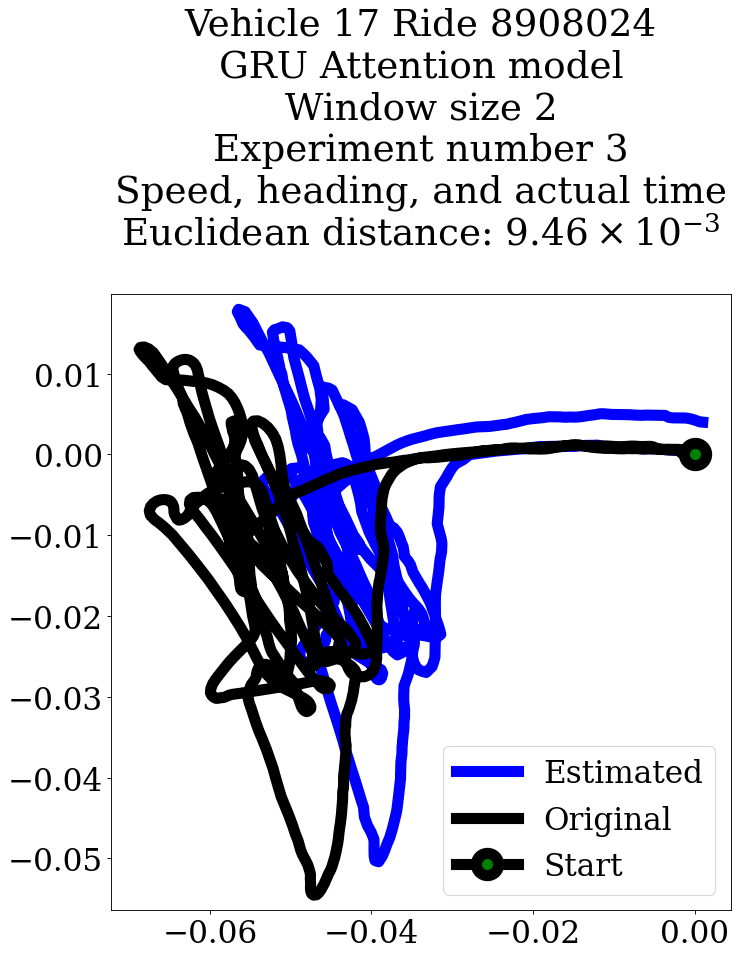 Vehicle 17 Ride 8908024
GRU Attention model
Window size 2
Experiment number 3
Speed, heading, and actual time
Euclidean distance: 9.46 × 10⁻³
0.01
0.00
−0.01
−0.02
−0.03
−0.04
−0.05
Estimated
Original
Start
−0.06
−0.04
−0.02
0.00